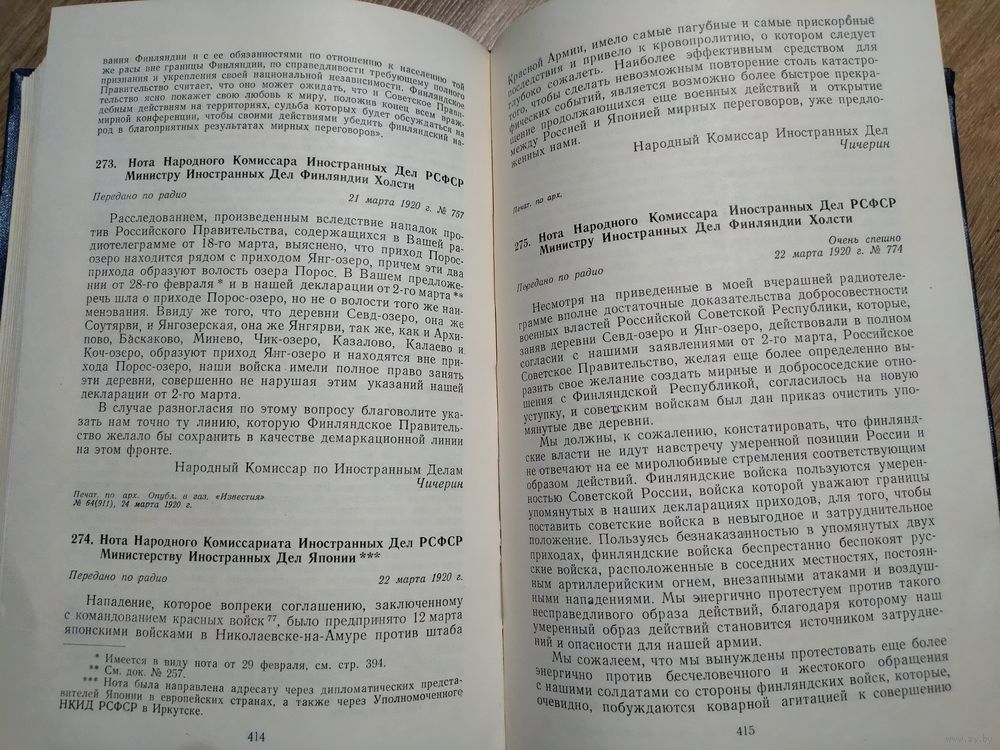 вания Финляндии и с ее обязанностями по отношению к населению той
же расы вне границы Финляндии, по справедливости требующему полного
признания и укрепления своей национальной независимости. Финляндское
Правительство считает, что оно может ожидать, что и Советское Прави-
тельство ясно покажет свою любовь к миру, положив конец всем враж-
дебным действиям на территориях, судьба которых будет обсуждаться на
мирной конференции, чтобы своими действиями убедить финляндский на-
род в благоприятных результатах мирных переговоров».
273. Нота Народного Комиссара Иностранных Дел РСФСР
Министру Иностранных Дел Финляндии Холсти
Передано по радио
21 марта 1920 г. № 757
Расследованием, произведенным вследствие нападок про-
тив Российского Правительства, содержащихся в Вашей ра-
диотелеграмме от 18-го марта, выяснено, что приход Порос-
озеро находится рядом с приходом Янг-озеро, причем эти два
прихода образуют волость озера Порос. В Вашем предложе-
нии от 28-го февраля * и в нашей декларации от 2-го марта **
речь шла о приходе Порос-озеро, но не о волости того же наи-
менования. Ввиду же того, что деревни Севд-озеро, она же
Соутярви, и Янгозерская, она же Янгярви, так же, как и Архи-
пово, Баскаково, Минево, Чик-озеро, Казалово, Калаево и
Коч-озеро, образуют приход Янг-озеро и находятся вне при-
хода Порос-озеро, наши войска имели полное право занять
эти деревни, совершенно не нарушая этим указаний нашей
декларации от 2-го марта.
В случае разногласия по этому вопросу благоволите ука-
зать нам точно ту линию, которую Финляндское Правитель-
ство желало бы сохранить в качестве демаркационной линии
на этом фронте.
Народный Комиссар по Иностранным Делам
Чичерин
Печат. по арх. Опубл. в газ. «Известия»
№ 64(911), 24 марта 1920 г.
274. Нота Народного Комиссариата Иностранных Дел РСФСР
Министерству Иностранных Дел Японии ***
Передано по радио
22 марта 1920 г.
Нападение, которое вопреки соглашению, заключенному
с командованием красных войск 77, было предпринято 12 марта
японскими войсками в Николаевске-на-Амуре против штаба
* Имеется в виду нота от 29 февраля, см. стр. 394.
** См. док. № 257.
*** Нота была направлена адресату через дипломатических предста-
вителей Японии в европейских странах, а также через Уполномоченного
НКИД РСФСР в Иркутске.
414
Красной Армии, имело самые пагубные и самые прискорбные
последствия и привело к кровопролитию, о котором следует
глубоко сожалеть. Наиболее эффективным средством для
того, чтобы сделать невозможным повторение столь катастро-
фических событий, является возможно более быстрое прекра-
щение продолжающихся еще военных действий и открытие
между Россией и Японией мирных переговоров, уже предло-
женных нами.
Народный Комиссар Иностранных Дел
Чичерин
Печат. по арх.
275. Нота Народного Комиссара Иностранных Дел РСФСР
Министру Иностранных Дел Финляндии Холсти
Очень спешно
Передано по радио
22 марта 1920 г. № 774
Несмотря на приведенные в моей вчерашней радиотеле-
грамме вполне достаточные доказательства добросовестности
военных властей Российской Советской Республики, которые,
заняв деревни Севд-озеро и Янг-озеро, действовали в полном
согласии с нашими заявлениями от 2-го марта, Российское
Советское Правительство, желая еще более определенно вы-
разить свое желание создать мирные и добрососедские отно-
шения с Финляндской Республикой, согласилось на новую
уступку, и советским войскам был дан приказ очистить упо-
мянутые две деревни.
Мы должны, к сожалению, констатировать, что финлянд-
ские власти не идут навстречу умеренной позиции России и
не отвечают на ее миролюбивые стремления соответствующим
образом действий. Финляндские войска пользуются умерен-
ностью Советской России, войска которой уважают границы
упомянутых в наших декларациях приходов, для того, чтобы
поставить советские войска в невыгодное и затруднительное
положение. Пользуясь безнаказанностью в упомянутых двух
приходах, финляндские войска беспрестанно беспокоят рус-
ские войска, расположенные в соседних местностях, постоян-
ным артиллерийским огнем, внезапными атаками и воздуш-
ными нападениями. Мы энергично протестуем против такого
несправедливого образа действий, благодаря которому наш
умеренный образ действий становится источником затрудне-
ний и опасности для нашей армии.
Мы сожалеем, что мы вынуждены протестовать еще более
энергично против бесчеловечного и жестокого обращения
с нашими солдатами со стороны финляндских войск, которые,
очевидно, побуждаются коварной агитацией к совершению
415
www.ay.by